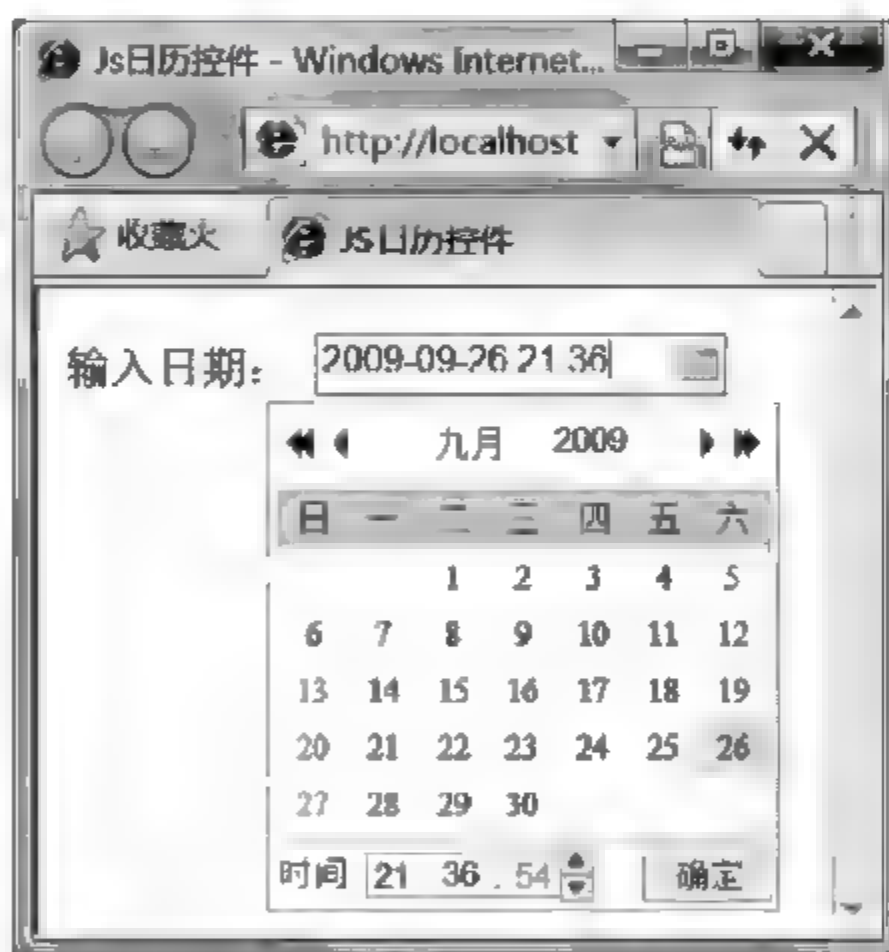 Js日历控件 - Windows Internet...
http://localhost
收藏夹 JS日历控件
输入日期: 2009-09-26 21 36
九月 2009
日 一 二 三 四 五 六
1 2 3 4 5
6 7 8 9 10 11 12
13 14 15 16 17 18 19
20 21 22 23 24 25 26
27 28 29 30
时间 21 36 . 54 确定